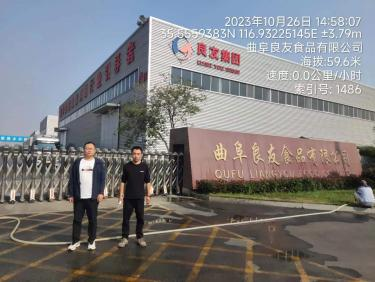 2023年10月26日 14:58:07
35.5559383N 116.93225145E ±3.79m
曲阜良友食品有限公司
海拔:59.6米
速度:0.0公里/小时
索引号: 1486
良友集团
曲阜良友食品有限公司
QUFU LIANGYOU